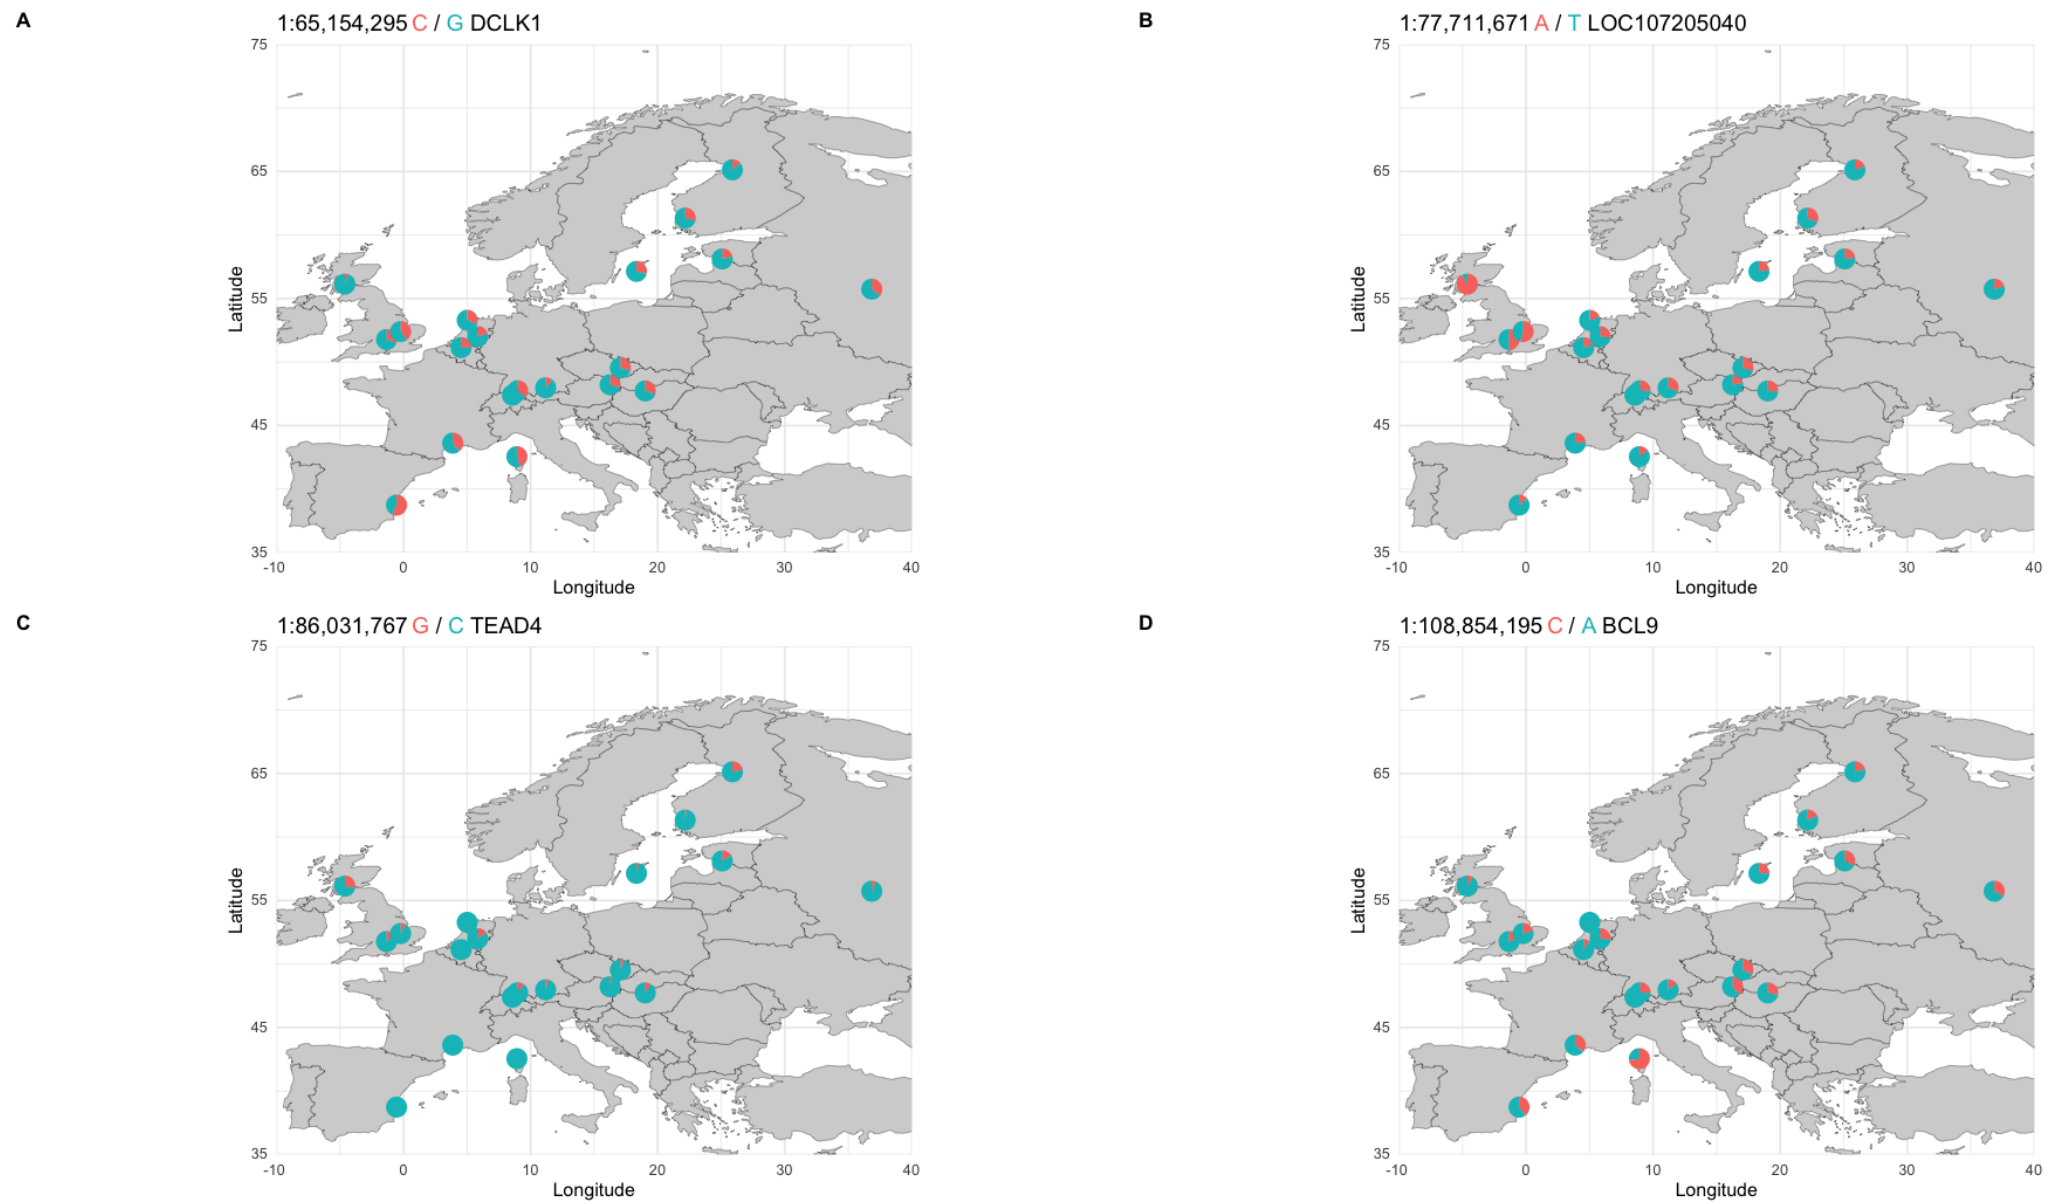 A
1:65,154,295 C / G DCLK1
75
65
55
45
35
Latitude
-10 0 10 20 30 40
Longitude
B
1:77,711,671 A / T LOC107205040
75
65
55
45
35
Latitude
-10 0 10 20 30 40
Longitude
C
1:86,031,767 G / C TEAD4
75
65
55
45
35
Latitude
-10 0 10 20 30 40
Longitude
D
1:108,854,195 C / A BCL9
75
65
55
45
35
Latitude
-10 0 10 20 30 40
Longitude